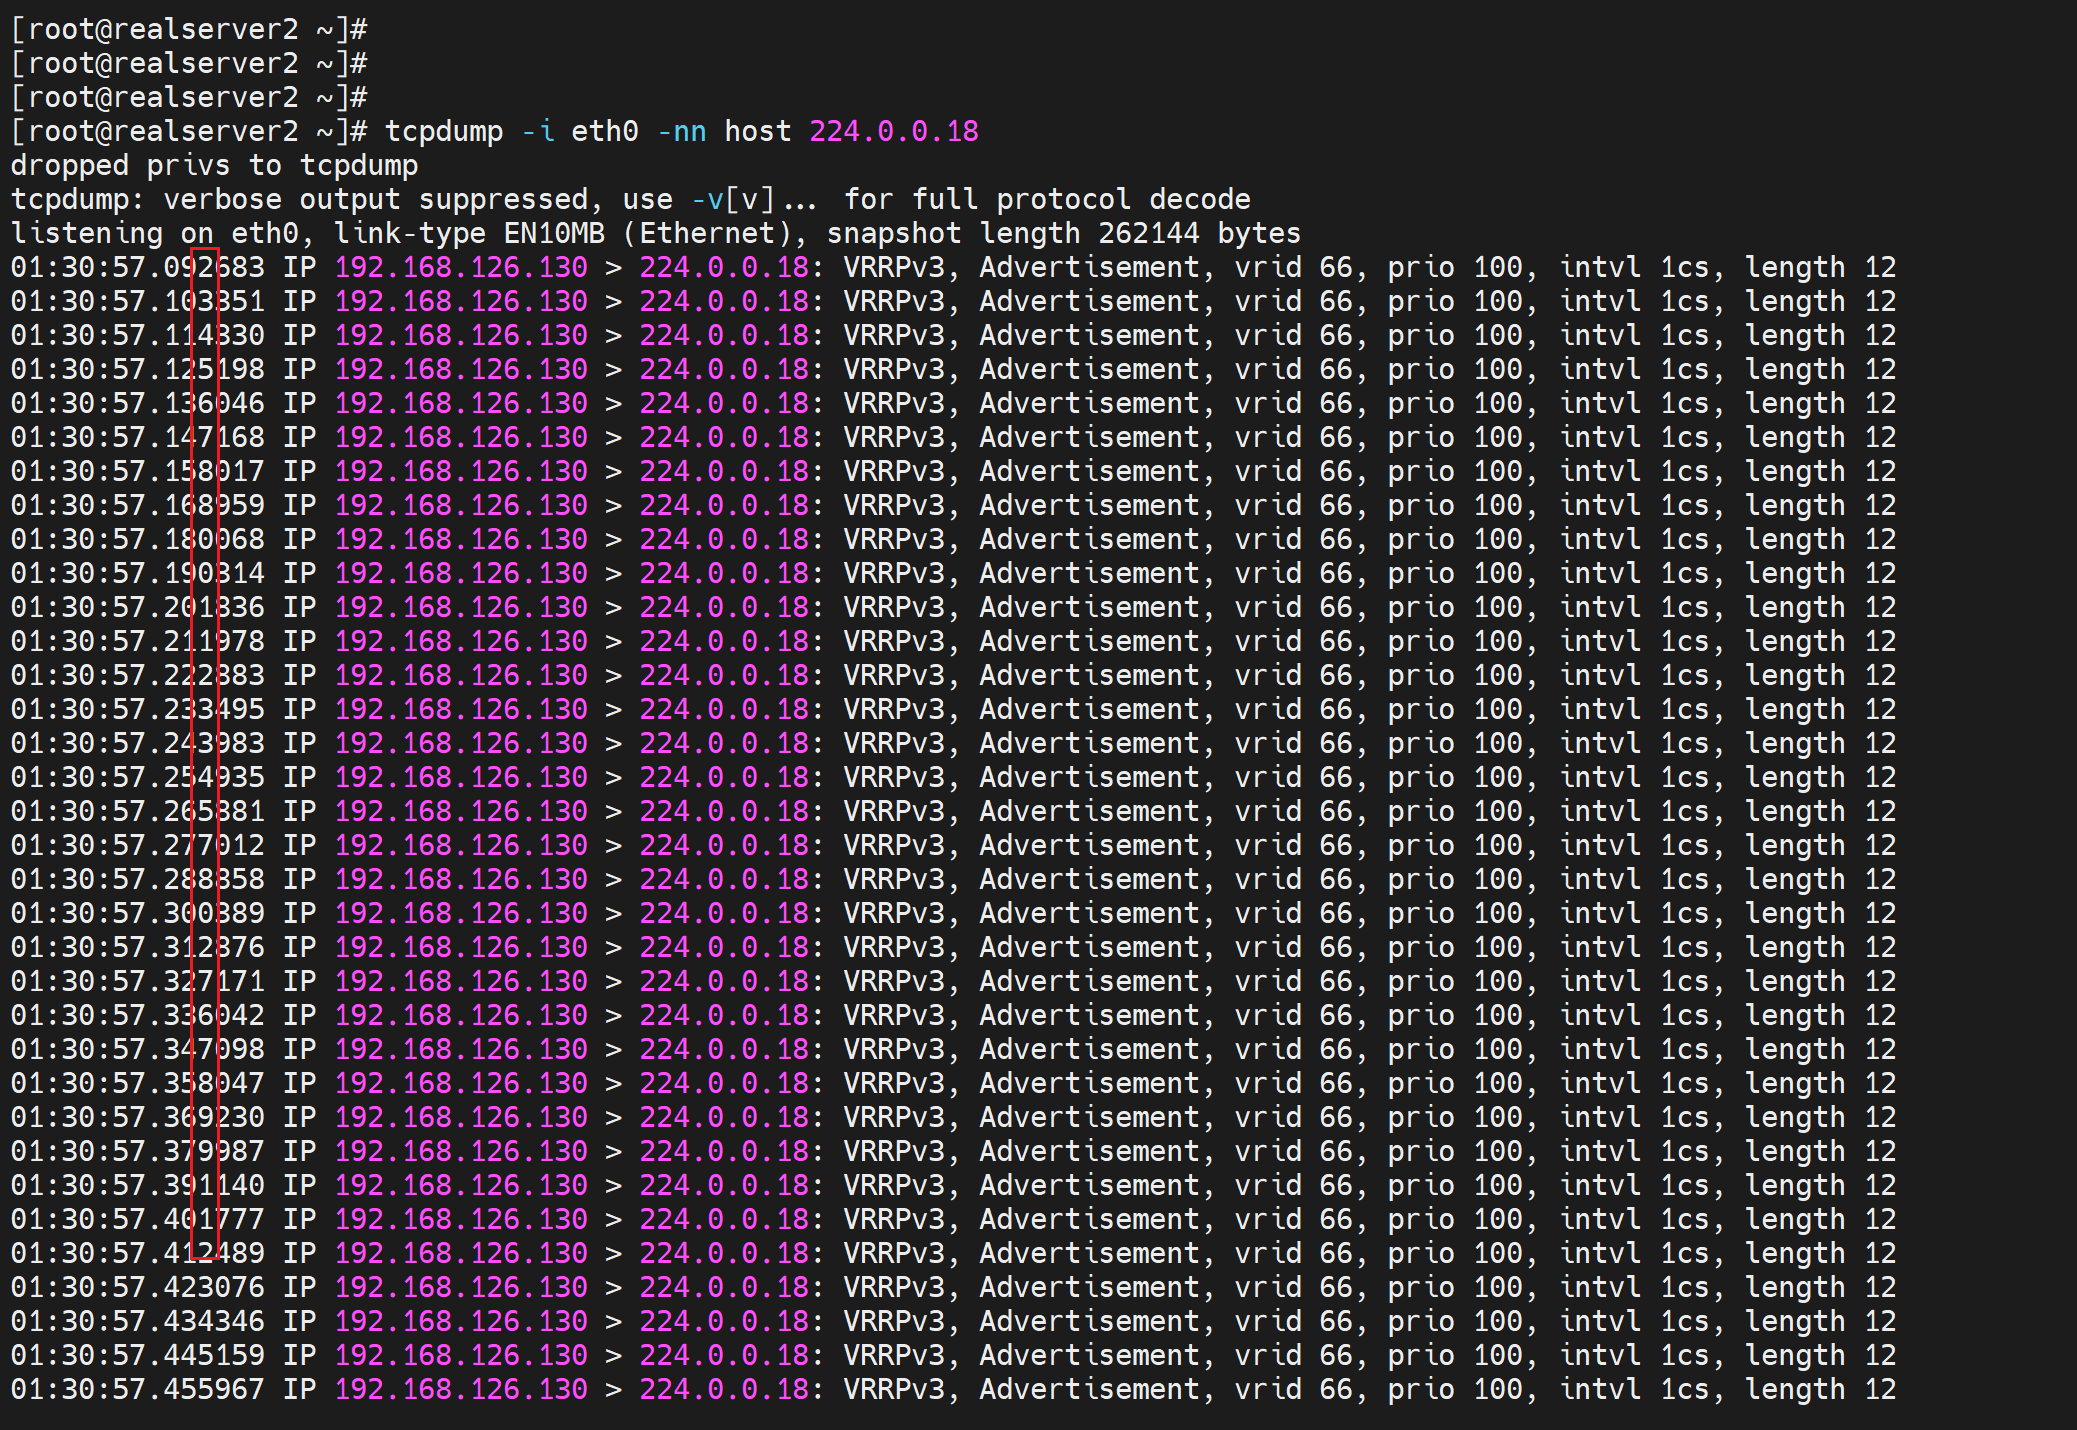 [root@realserver2 ~]#
[root@realserver2 ~]#
[root@realserver2 ~]#
[root@realserver2 ~]# tcpdump -i eth0 -nn host 224.0.0.18
dropped privs to tcpdump
tcpdump: verbose output suppressed, use -v[v]... for full protocol decode
listening on eth0, link-type EN10MB (Ethernet), snapshot length 262144 bytes
01:30:57.092683 IP 192.168.126.130 > 224.0.0.18: VRRPv3, Advertisement, vrid 66, prio 100, intvl 1cs, length 12
01:30:57.103351 IP 192.168.126.130 > 224.0.0.18: VRRPv3, Advertisement, vrid 66, prio 100, intvl 1cs, length 12
01:30:57.114330 IP 192.168.126.130 > 224.0.0.18: VRRPv3, Advertisement, vrid 66, prio 100, intvl 1cs, length 12
01:30:57.125198 IP 192.168.126.130 > 224.0.0.18: VRRPv3, Advertisement, vrid 66, prio 100, intvl 1cs, length 12
01:30:57.136046 IP 192.168.126.130 > 224.0.0.18: VRRPv3, Advertisement, vrid 66, prio 100, intvl 1cs, length 12
01:30:57.147168 IP 192.168.126.130 > 224.0.0.18: VRRPv3, Advertisement, vrid 66, prio 100, intvl 1cs, length 12
01:30:57.158017 IP 192.168.126.130 > 224.0.0.18: VRRPv3, Advertisement, vrid 66, prio 100, intvl 1cs, length 12
01:30:57.168959 IP 192.168.126.130 > 224.0.0.18: VRRPv3, Advertisement, vrid 66, prio 100, intvl 1cs, length 12
01:30:57.180068 IP 192.168.126.130 > 224.0.0.18: VRRPv3, Advertisement, vrid 66, prio 100, intvl 1cs, length 12
01:30:57.190314 IP 192.168.126.130 > 224.0.0.18: VRRPv3, Advertisement, vrid 66, prio 100, intvl 1cs, length 12
01:30:57.201836 IP 192.168.126.130 > 224.0.0.18: VRRPv3, Advertisement, vrid 66, prio 100, intvl 1cs, length 12
01:30:57.211978 IP 192.168.126.130 > 224.0.0.18: VRRPv3, Advertisement, vrid 66, prio 100, intvl 1cs, length 12
01:30:57.222883 IP 192.168.126.130 > 224.0.0.18: VRRPv3, Advertisement, vrid 66, prio 100, intvl 1cs, length 12
01:30:57.233495 IP 192.168.126.130 > 224.0.0.18: VRRPv3, Advertisement, vrid 66, prio 100, intvl 1cs, length 12
01:30:57.243983 IP 192.168.126.130 > 224.0.0.18: VRRPv3, Advertisement, vrid 66, prio 100, intvl 1cs, length 12
01:30:57.254935 IP 192.168.126.130 > 224.0.0.18: VRRPv3, Advertisement, vrid 66, prio 100, intvl 1cs, length 12
01:30:57.265881 IP 192.168.126.130 > 224.0.0.18: VRRPv3, Advertisement, vrid 66, prio 100, intvl 1cs, length 12
01:30:57.277012 IP 192.168.126.130 > 224.0.0.18: VRRPv3, Advertisement, vrid 66, prio 100, intvl 1cs, length 12
01:30:57.288858 IP 192.168.126.130 > 224.0.0.18: VRRPv3, Advertisement, vrid 66, prio 100, intvl 1cs, length 12
01:30:57.300389 IP 192.168.126.130 > 224.0.0.18: VRRPv3, Advertisement, vrid 66, prio 100, intvl 1cs, length 12
01:30:57.312876 IP 192.168.126.130 > 224.0.0.18: VRRPv3, Advertisement, vrid 66, prio 100, intvl 1cs, length 12
01:30:57.327171 IP 192.168.126.130 > 224.0.0.18: VRRPv3, Advertisement, vrid 66, prio 100, intvl 1cs, length 12
01:30:57.336042 IP 192.168.126.130 > 224.0.0.18: VRRPv3, Advertisement, vrid 66, prio 100, intvl 1cs, length 12
01:30:57.347098 IP 192.168.126.130 > 224.0.0.18: VRRPv3, Advertisement, vrid 66, prio 100, intvl 1cs, length 12
01:30:57.358047 IP 192.168.126.130 > 224.0.0.18: VRRPv3, Advertisement, vrid 66, prio 100, intvl 1cs, length 12
01:30:57.369230 IP 192.168.126.130 > 224.0.0.18: VRRPv3, Advertisement, vrid 66, prio 100, intvl 1cs, length 12
01:30:57.379987 IP 192.168.126.130 > 224.0.0.18: VRRPv3, Advertisement, vrid 66, prio 100, intvl 1cs, length 12
01:30:57.391140 IP 192.168.126.130 > 224.0.0.18: VRRPv3, Advertisement, vrid 66, prio 100, intvl 1cs, length 12
01:30:57.401777 IP 192.168.126.130 > 224.0.0.18: VRRPv3, Advertisement, vrid 66, prio 100, intvl 1cs, length 12
01:30:57.412489 IP 192.168.126.130 > 224.0.0.18: VRRPv3, Advertisement, vrid 66, prio 100, intvl 1cs, length 12
01:30:57.423076 IP 192.168.126.130 > 224.0.0.18: VRRPv3, Advertisement, vrid 66, prio 100, intvl 1cs, length 12
01:30:57.434346 IP 192.168.126.130 > 224.0.0.18: VRRPv3, Advertisement, vrid 66, prio 100, intvl 1cs, length 12
01:30:57.445159 IP 192.168.126.130 > 224.0.0.18: VRRPv3, Advertisement, vrid 66, prio 100, intvl 1cs, length 12
01:30:57.455967 IP 192.168.126.130 > 224.0.0.18: VRRPv3, Advertisement, vrid 66, prio 100, intvl 1cs, length 12